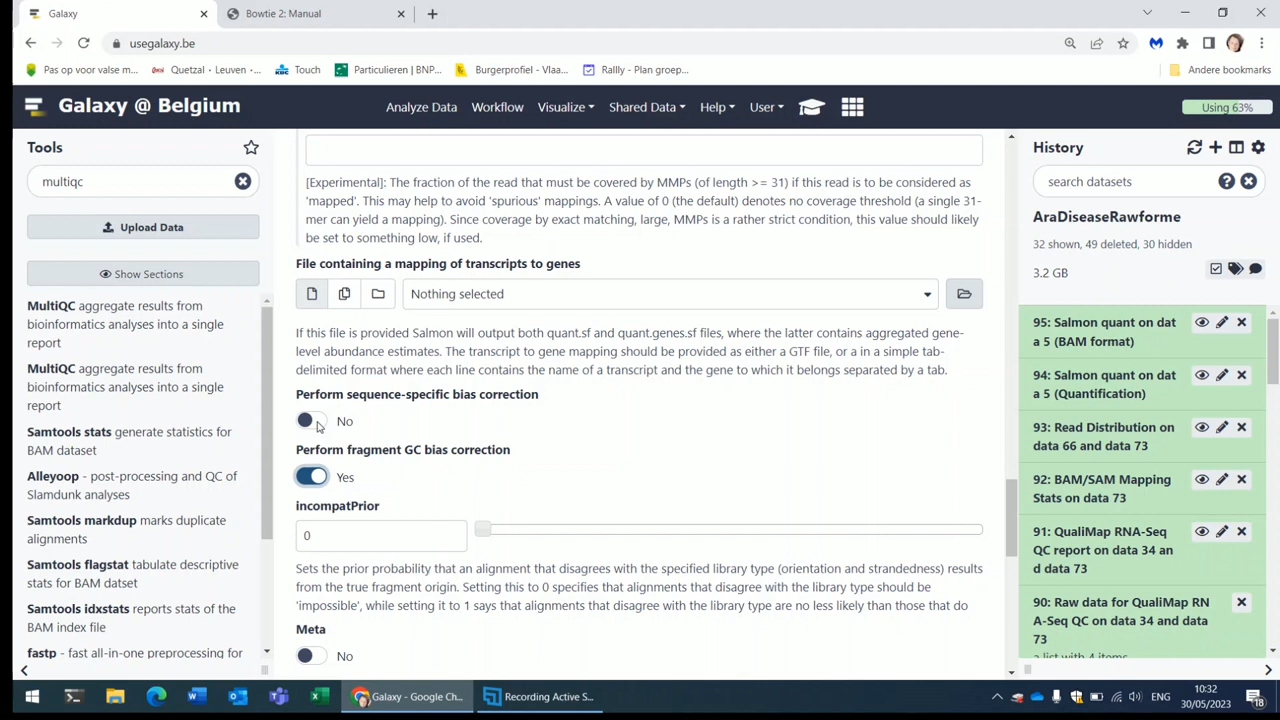 Galaxy
Bowtie 2: Manual
usegalaxy.be
Pas op voor valse m...
Quetzal - Leuven -...
Touch
Particulieren | BNP...
Burgerprofiel - Vlaa...
Rallly - Plan groep...
Andere bookmarks
Galaxy @ Belgium
Analyze Data
Workflow
Visualize
Shared Data
Help
User
Using 63%
Tools
multiqc
Upload Data
Show Sections
MultiQC aggregate results from
bioinformatics analyses into a single
report
MultiQC aggregate results from
bioinformatics analyses into a single
report
Samtools stats generate statistics for
BAM dataset
Alleyoop - post-processing and QC of
Slamdunk analyses
Samtools markdup marks duplicate
alignments
Samtools flagstat tabulate descriptive
stats for BAM datset
Samtools idxstats reports stats of the
BAM index file
fastp - fast all-in-one preprocessing for
[Experimental]: The fraction of the read that must be covered by MMPs (of length >= 31) if this read is to be considered as
'mapped'. This may help to avoid 'spurious' mappings. A value of 0 (the default) denotes no coverage threshold (a single 31-
mer can yield a mapping). Since coverage by exact matching, large, MMPs is a rather strict condition, this value should likely
be set to something low, if used.
File containing a mapping of transcripts to genes
Nothing selected
If this file is provided Salmon will output both quant.sf and quant.genes.sf files, where the latter contains aggregated gene-
level abundance estimates. The transcript to gene mapping should be provided as either a GTF file, or a in a simple tab-
delimited format where each line contains the name of a transcript and the gene to which it belongs separated by a tab.
Perform sequence-specific bias correction
No
Perform fragment GC bias correction
Yes
incompatPrior
0
Sets the prior probability that an alignment that disagrees with the specified library type (orientation and strandedness) results
from the true fragment origin. Setting this to 0 specifies that alignments that disagree with the library type should be
'impossible', while setting it to 1 says that alignments that disagree with the library type are no less likely than those that do
Meta
No
History
search datasets
AraDiseaseRawforme
32 shown, 49 deleted, 30 hidden
3.2 GB
95: Salmon quant on dat
a 5 (BAM format)
94: Salmon quant on dat
a 5 (Quantification)
93: Read Distribution on
data 66 and data 73
92: BAM/SAM Mapping
Stats on data 73
91: QualiMap RNA-Seq
QC report on data 34 an
d data 73
90: Raw data for QualiMap RN
A-Seq QC on data 34 and data
73
a list with 4 items
Galaxy - Google Ch...
Recording Active S...
ENG
10:32
30/05/2023
18